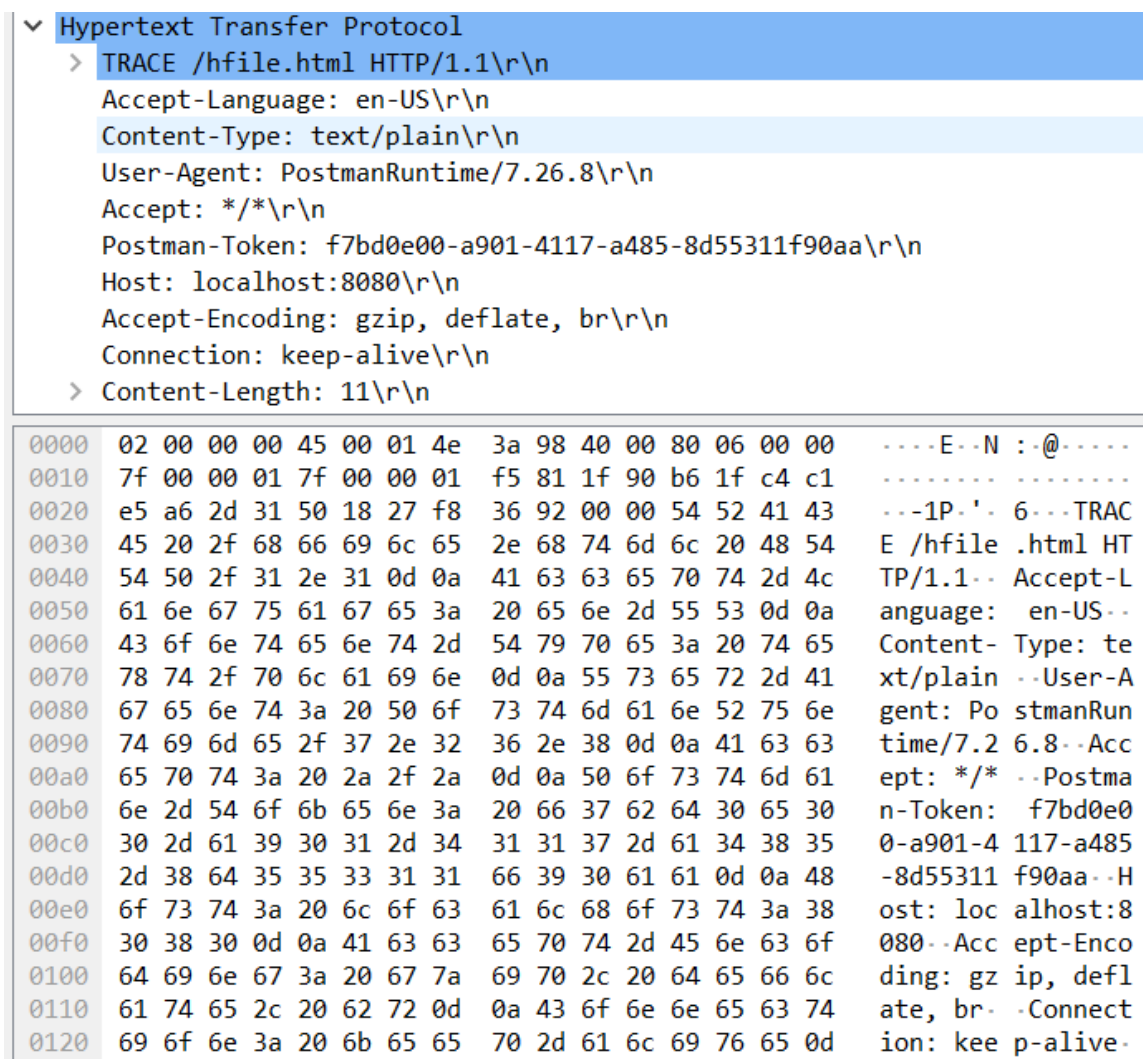 Hypertext Transfer Protocol
TRACE /hfile.html HTTP/1.1\r\n
Accept-Language: en-US\r\n
Content-Type: text/plain\r\n
User-Agent: PostmanRuntime/7.26.8\r\n
Accept: */*\r\n
Postman-Token: f7bd0e00-a901-4117-a485-8d55311f90aa\r\n
Host: localhost:8080\r\n
Accept-Encoding: gzip, deflate, br\r\n
Connection: keep-alive\r\n
Content-Length: 11\r\n
0000 02 00 00 00 45 00 01 4e 3a 98 40 00 80 06 00 00 ····E··N :·@·····
0010 7f 00 00 01 7f 00 00 01 f5 81 1f 90 b6 1f c4 c1 ········ ········
0020 e5 a6 2d 31 50 18 27 f8 36 92 00 00 54 52 41 43 ··-1P·'· 6···TRAC
0030 45 20 2f 68 66 69 6c 65 2e 68 74 6d 6c 20 48 54 E /hfile .html HT
0040 54 50 2f 31 2e 31 0d 0a 41 63 63 65 70 74 2d 4c TP/1.1·· Accept-L
0050 61 6e 67 75 61 67 65 3a 20 65 6e 2d 55 53 0d 0a anguage: en-US··
0060 43 6f 6e 74 65 6e 74 2d 54 79 70 65 3a 20 74 65 Content- Type: te
0070 78 74 2f 70 6c 61 69 6e 0d 0a 55 73 65 72 2d 41 xt/plain ··User-A
0080 67 65 6e 74 3a 20 50 6f 73 74 6d 61 6e 52 75 6e gent: Po stmanRun
0090 74 69 6d 65 2f 37 2e 32 36 2e 38 0d 0a 41 63 63 time/7.2 6.8··Acc
00a0 65 70 74 3a 20 2a 2f 2a 0d 0a 50 6f 73 74 6d 61 ept: */* ··Postma
00b0 6e 2d 54 6f 6b 65 6e 3a 20 66 37 62 64 30 65 30 n-Token: f7bd0e0
00c0 30 2d 61 39 30 31 2d 34 31 31 37 2d 61 34 38 35 0-a901-4 117-a485
00d0 2d 38 64 35 35 33 31 31 66 39 30 61 61 0d 0a 48 -8d55311 f90aa··H
00e0 6f 73 74 3a 20 6c 6f 63 61 6c 68 6f 73 74 3a 38 ost: loc alhost:8
00f0 30 38 30 0d 0a 41 63 63 65 70 74 2d 45 6e 63 6f 080··Acc ept-Enco
0100 64 69 6e 67 3a 20 67 7a 69 70 2c 20 64 65 66 6c ding: gz ip, defl
0110 61 74 65 2c 20 62 72 0d 0a 43 6f 6e 6e 65 63 74 ate, br· ·Connect
0120 69 6f 6e 3a 20 6b 65 65 70 2d 61 6c 69 76 65 0d ion: kee p-alive·